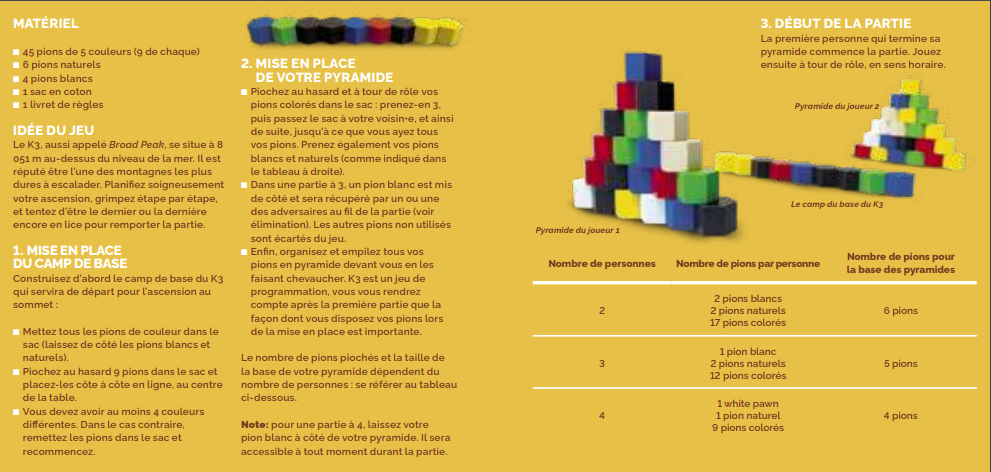 MATÉRIEL
45 pions de 5 couleurs (9 de chaque)
6 pions naturels
4 pions blancs
1 sac en coton
1 livret de règles
IDÉE DU JEU
Le K3, aussi appelé Broad Peak, se situe à 8
051 m au-dessus du niveau de la mer. Il est
réputé être l'une des montagnes les plus
dures à escalader. Planifiez soigneusement
votre ascension, grimpez étape par étape,
et tentez d'être le dernier ou la dernière
encore en lice pour remporter la partie.
1. MISE EN PLACE
DU CAMP DE BASE
Construisez d'abord le camp de base du K3
qui servira de départ pour l'ascension au
sommet :
Mettez tous les pions de couleur dans le
sac (laissez de côté les pions blancs et
naturels).
Piochez au hasard 9 pions dans le sac et
placez-les côte à côte en ligne, au centre
de la table.
Vous devez avoir au moins 4 couleurs
différentes. Dans le cas contraire,
remettez les pions dans le sac et
recommencez.
2. MISE EN PLACE
DE VOTRE PYRAMIDE
Piochez au hasard et à tour de rôle vos
pions colorés dans le sac : prenez-en 3,
puis passez le sac à votre voisin·e, et ainsi
de suite, jusqu'à ce que vous ayez tous
vos pions. Prenez également vos pions
blancs et naturels (comme indiqué dans
le tableau à droite).
Dans une partie à 3, un pion blanc est mis
de côté et sera récupéré par un ou une
des adversaires au fil de la partie (voir
élimination). Les autres pions non utilisés
sont écartés du jeu.
Enfin, organisez et empilez tous vos
pions en pyramide devant vous en les
faisant chevaucher. K3 est un jeu de
programmation, vous vous rendrez
compte après la première partie que la
façon dont vous disposez vos pions lors
de la mise en place est importante.
Le nombre de pions piochés et la taille de
la base de votre pyramide dépendent du
nombre de personnes : se référer au tableau
ci-dessous.
Note: pour une partie à 4, laissez votre
pion blanc à côté de votre pyramide. Il sera
accessible à tout moment durant la partie.
3. DÉBUT DE LA PARTIE
La première personne qui termine sa
pyramide commence la partie. Jouez
ensuite à tour de rôle, en sens horaire.
Pyramide du joueur 2
Le camp du base du K3
Pyramide du joueur 1
Nombre de personnes
Nombre de pions par personne
Nombre de pions pour
la base des pyramides
2
2 pions blancs
2 pions naturels
17 pions colorés
6 pions
3
1 pion blanc
2 pions naturels
12 pions colorés
5 pions
4
1 white pawn
1 pion naturel
9 pions colorés
4 pions